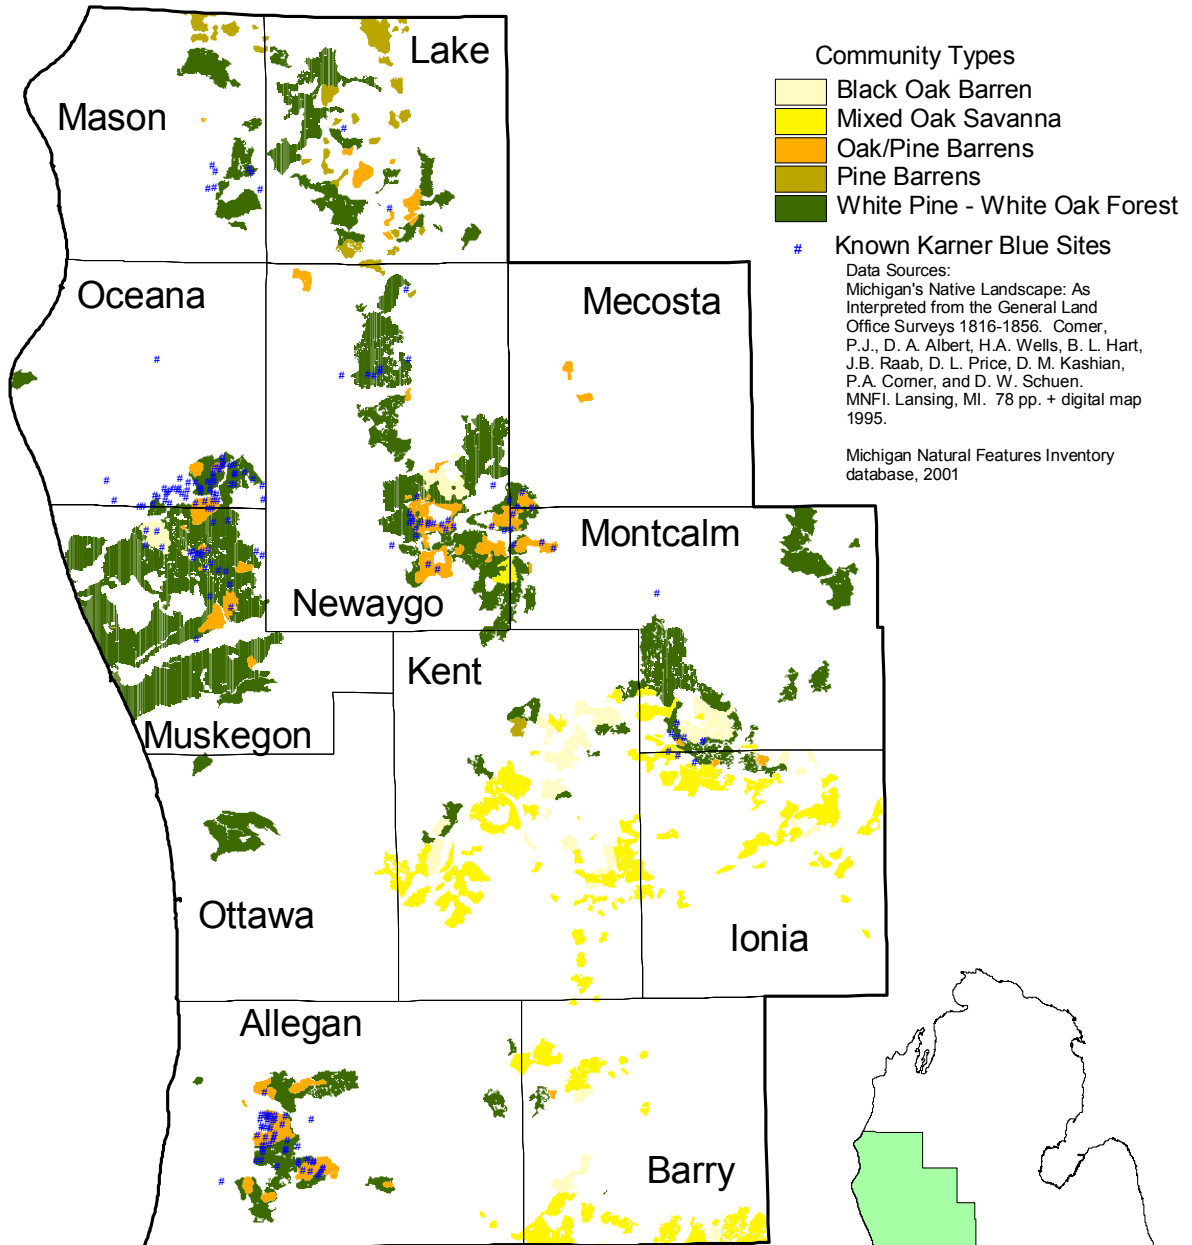 Lake
Mason
Oceana
Mecosta
Newaygo
Montcalm
Kent
Muskegon
Ottawa
Ionia
Allegan
Barry
Community Types
Black Oak Barren
Mixed Oak Savanna
Oak/Pine Barrens
Pine Barrens
White Pine - White Oak Forest
# Known Karner Blue Sites
Data Sources:
Michigan's Native Landscape: As
Interpreted from the General Land
Office Surveys 1816-1856. Comer,
P.J., D. A. Albert, H.A. Wells, B. L. Hart,
J.B. Raab, D. L. Price, D. M. Kashian,
P.A. Corner, and D. W. Schuen.
MNFI. Lansing, MI. 78 pp. + digital map
1995.
Michigan Natural Features Inventory
database, 2001